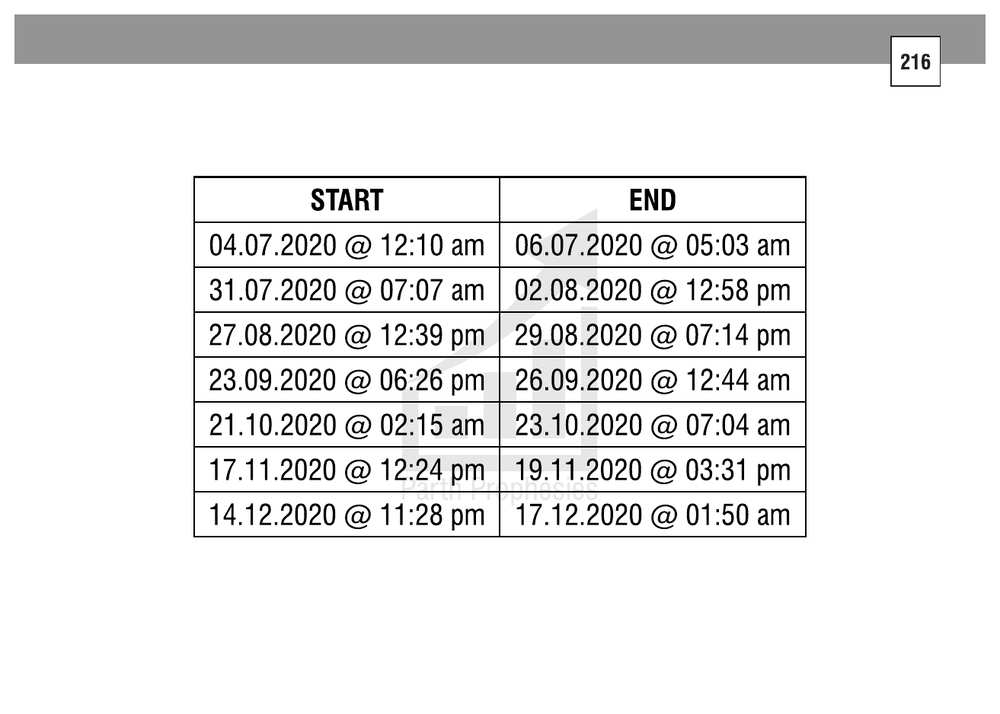 216
START END
04.07.2020 @ 12:10 am 06.07.2020 @ 05:03 am
31.07.2020 @ 07:07 am 02.08.2020 @ 12:58 pm
27.08.2020 @ 12:39 pm 29.08.2020 @ 07:14 pm
23.09.2020 @ 06:26 pm 26.09.2020 @ 12:44 am
21.10.2020 @ 02:15 am 23.10.2020 @ 07:04 am
17.11.2020 @ 12:24 pm 19.11.2020 @ 03:31 pm
Parth Prophesies
14.12.2020 @ 11:28 pm 17.12.2020 @ 01:50 am